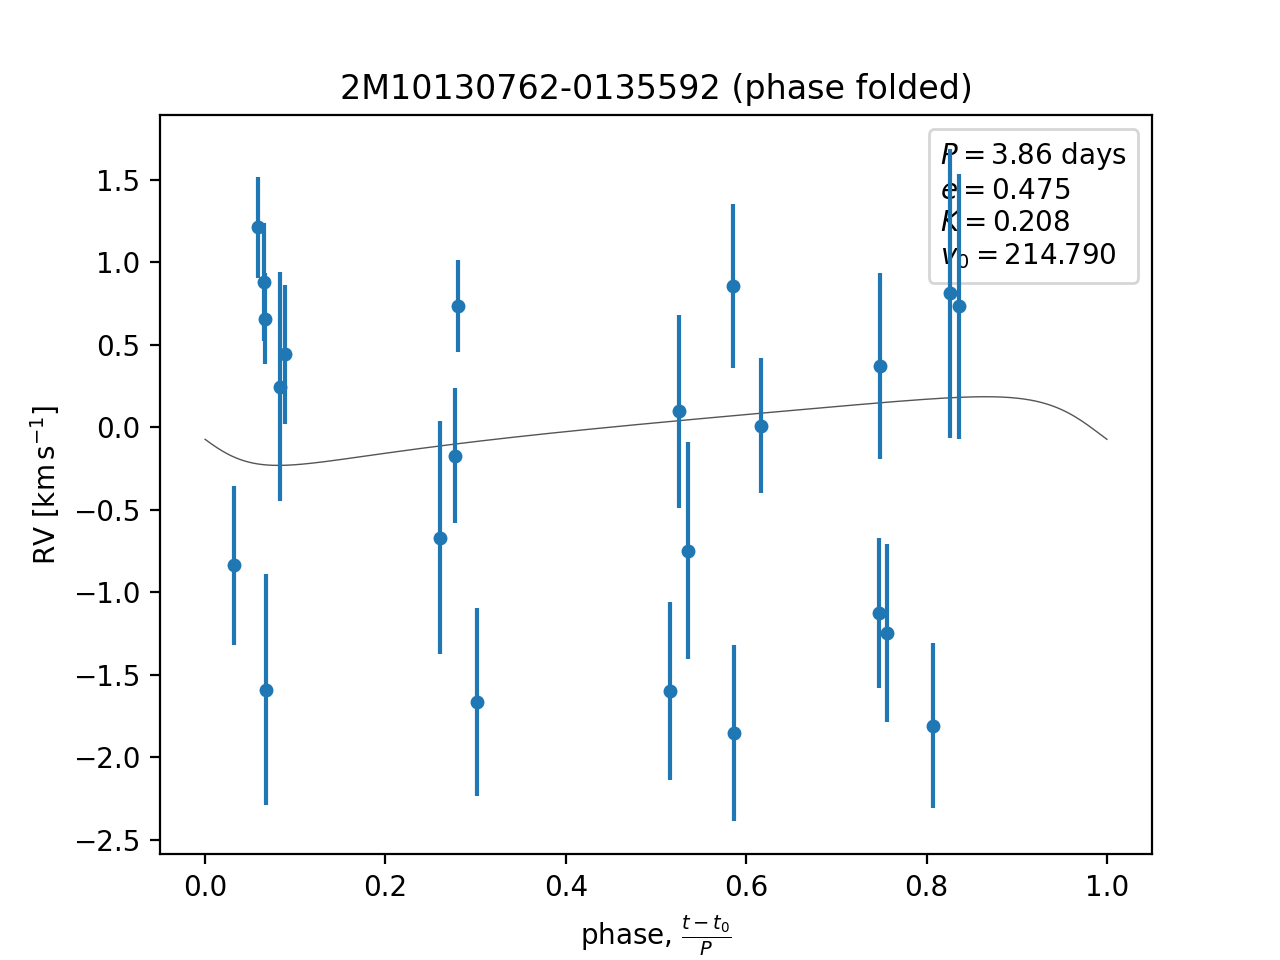 2M10130762-0135592 (phase folded)
P = 3.86 days
e = 0.475
K = 0.208
v₀ = 214.790
1.5
1.0
0.5
0.0
−0.5
−1.0
−1.5
−2.0
−2.5
RV [km s⁻¹]
0.0 0.2 0.4 0.6 0.8 1.0
phase, (t − t₀)/P